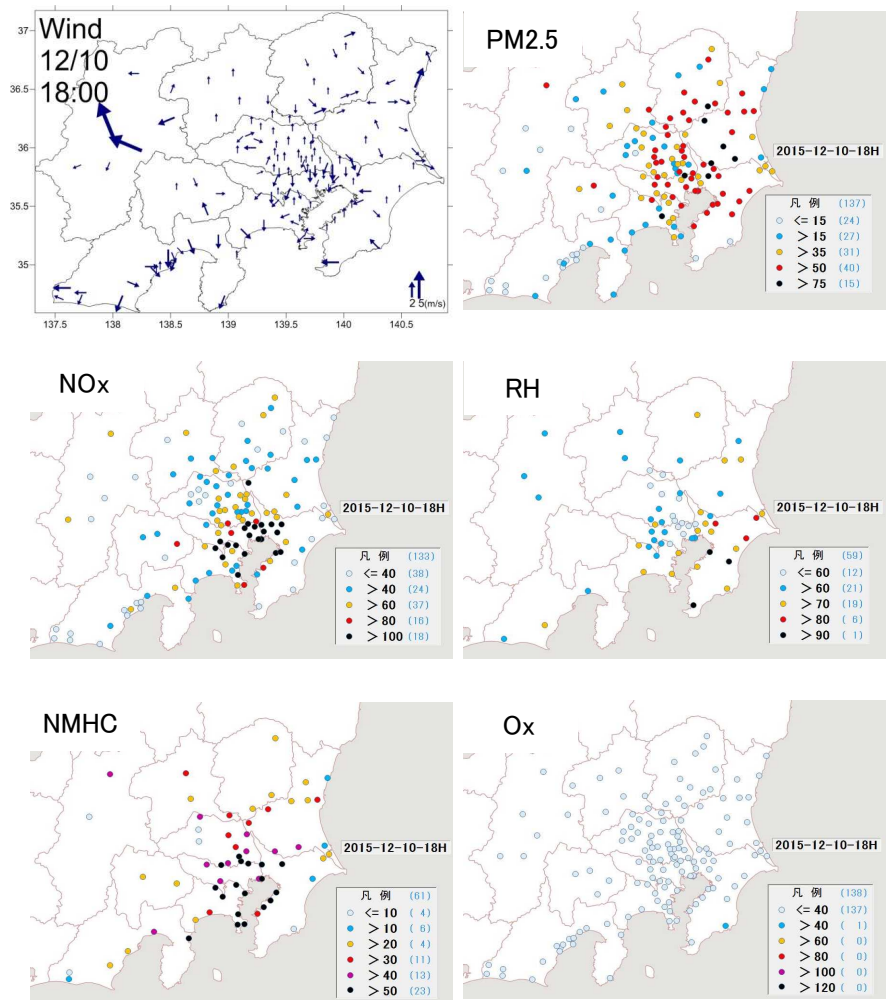 Wind
12/10
18:00
37
36.5
36
35.5
35
137.5 138 138.5 139 139.5 140 140.5
2 5(m/s)
PM2.5
2015-12-10-18H
凡 例 (137)
<= 15 (24)
> 15 (27)
> 35 (31)
> 50 (40)
> 75 (15)
NOx
2015-12-10-18H
凡 例 (133)
<= 40 (38)
> 40 (24)
> 60 (37)
> 80 (16)
> 100 (18)
RH
2015-12-10-18H
凡 例 (59)
<= 60 (12)
> 60 (21)
> 70 (19)
> 80 ( 6)
> 90 ( 1)
NMHC
2015-12-10-18H
凡 例 (61)
<= 10 ( 4)
> 10 ( 6)
> 20 ( 4)
> 30 (11)
> 40 (13)
> 50 (23)
Ox
2015-12-10-18H
凡 例 (138)
<= 40 (137)
> 40 ( 1)
> 60 ( 0)
> 80 ( 0)
> 100 ( 0)
> 120 ( 0)